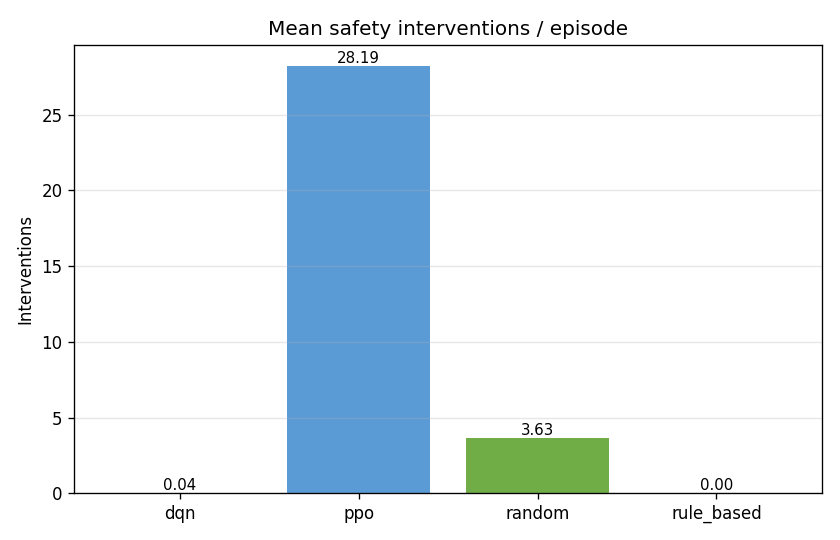 Mean safety interventions / episode
28.19
25
20
15
10
5
0
Interventions
3.63
0.04
0.00
dqn
ppo
random
rule_based